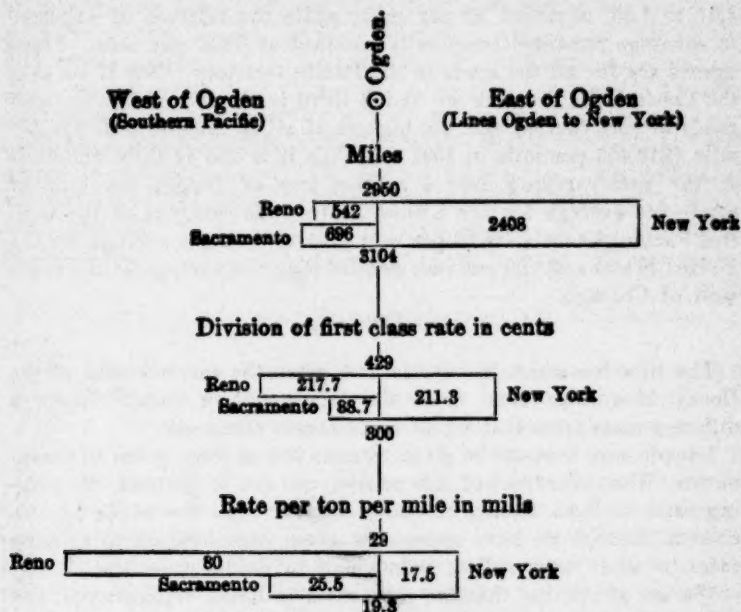 Ogden
West of Ogden East of Ogden
(Southern Pacific) (Lines Ogden to New York)
Miles
2950
Reno 542 2408 New York
Sacramento 696
3104
Division of first class rate in cents
429
Reno 217.7 211.3 New York
Sacramento 88.7
300
Rate per ton per mile in mills
29
Reno 80 17.5 New York
Sacramento 25.5
19.3